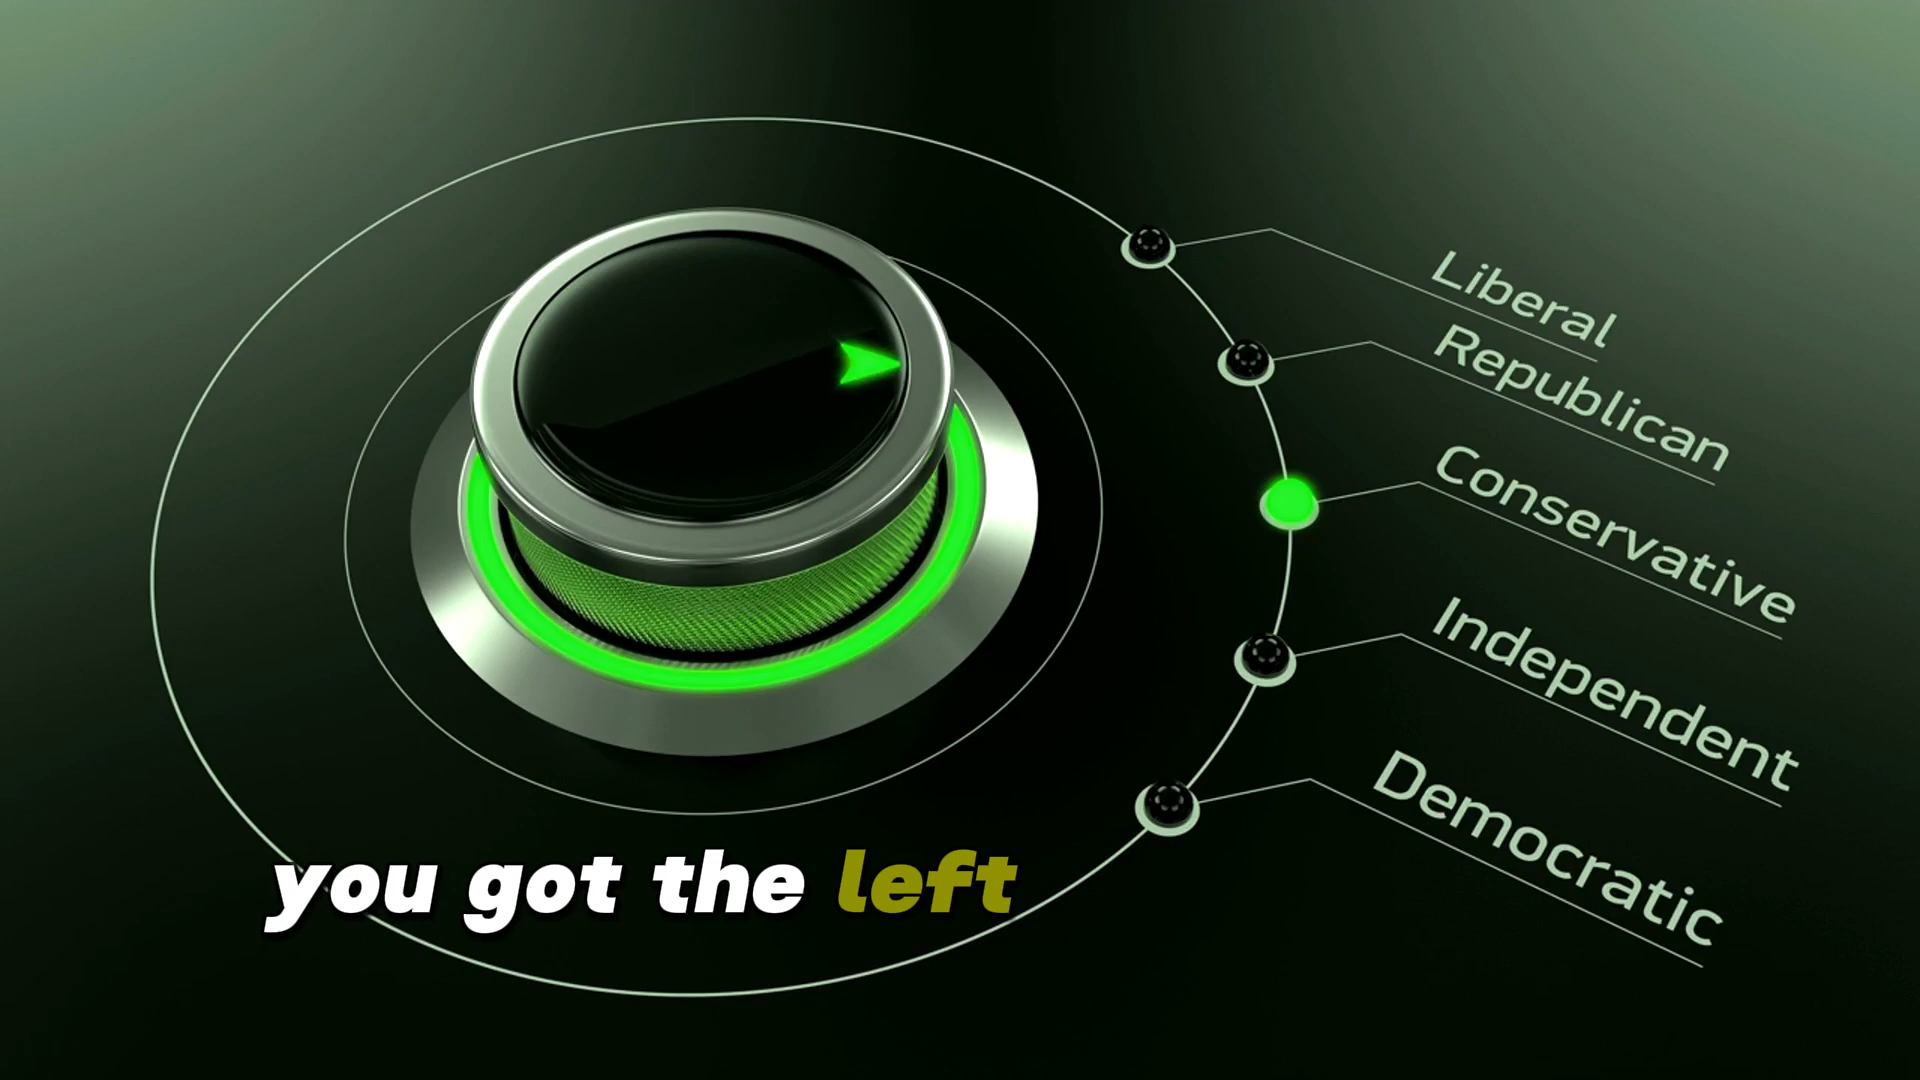 Liberal
Republican
Conservative
Independent
Democratic
you got the left